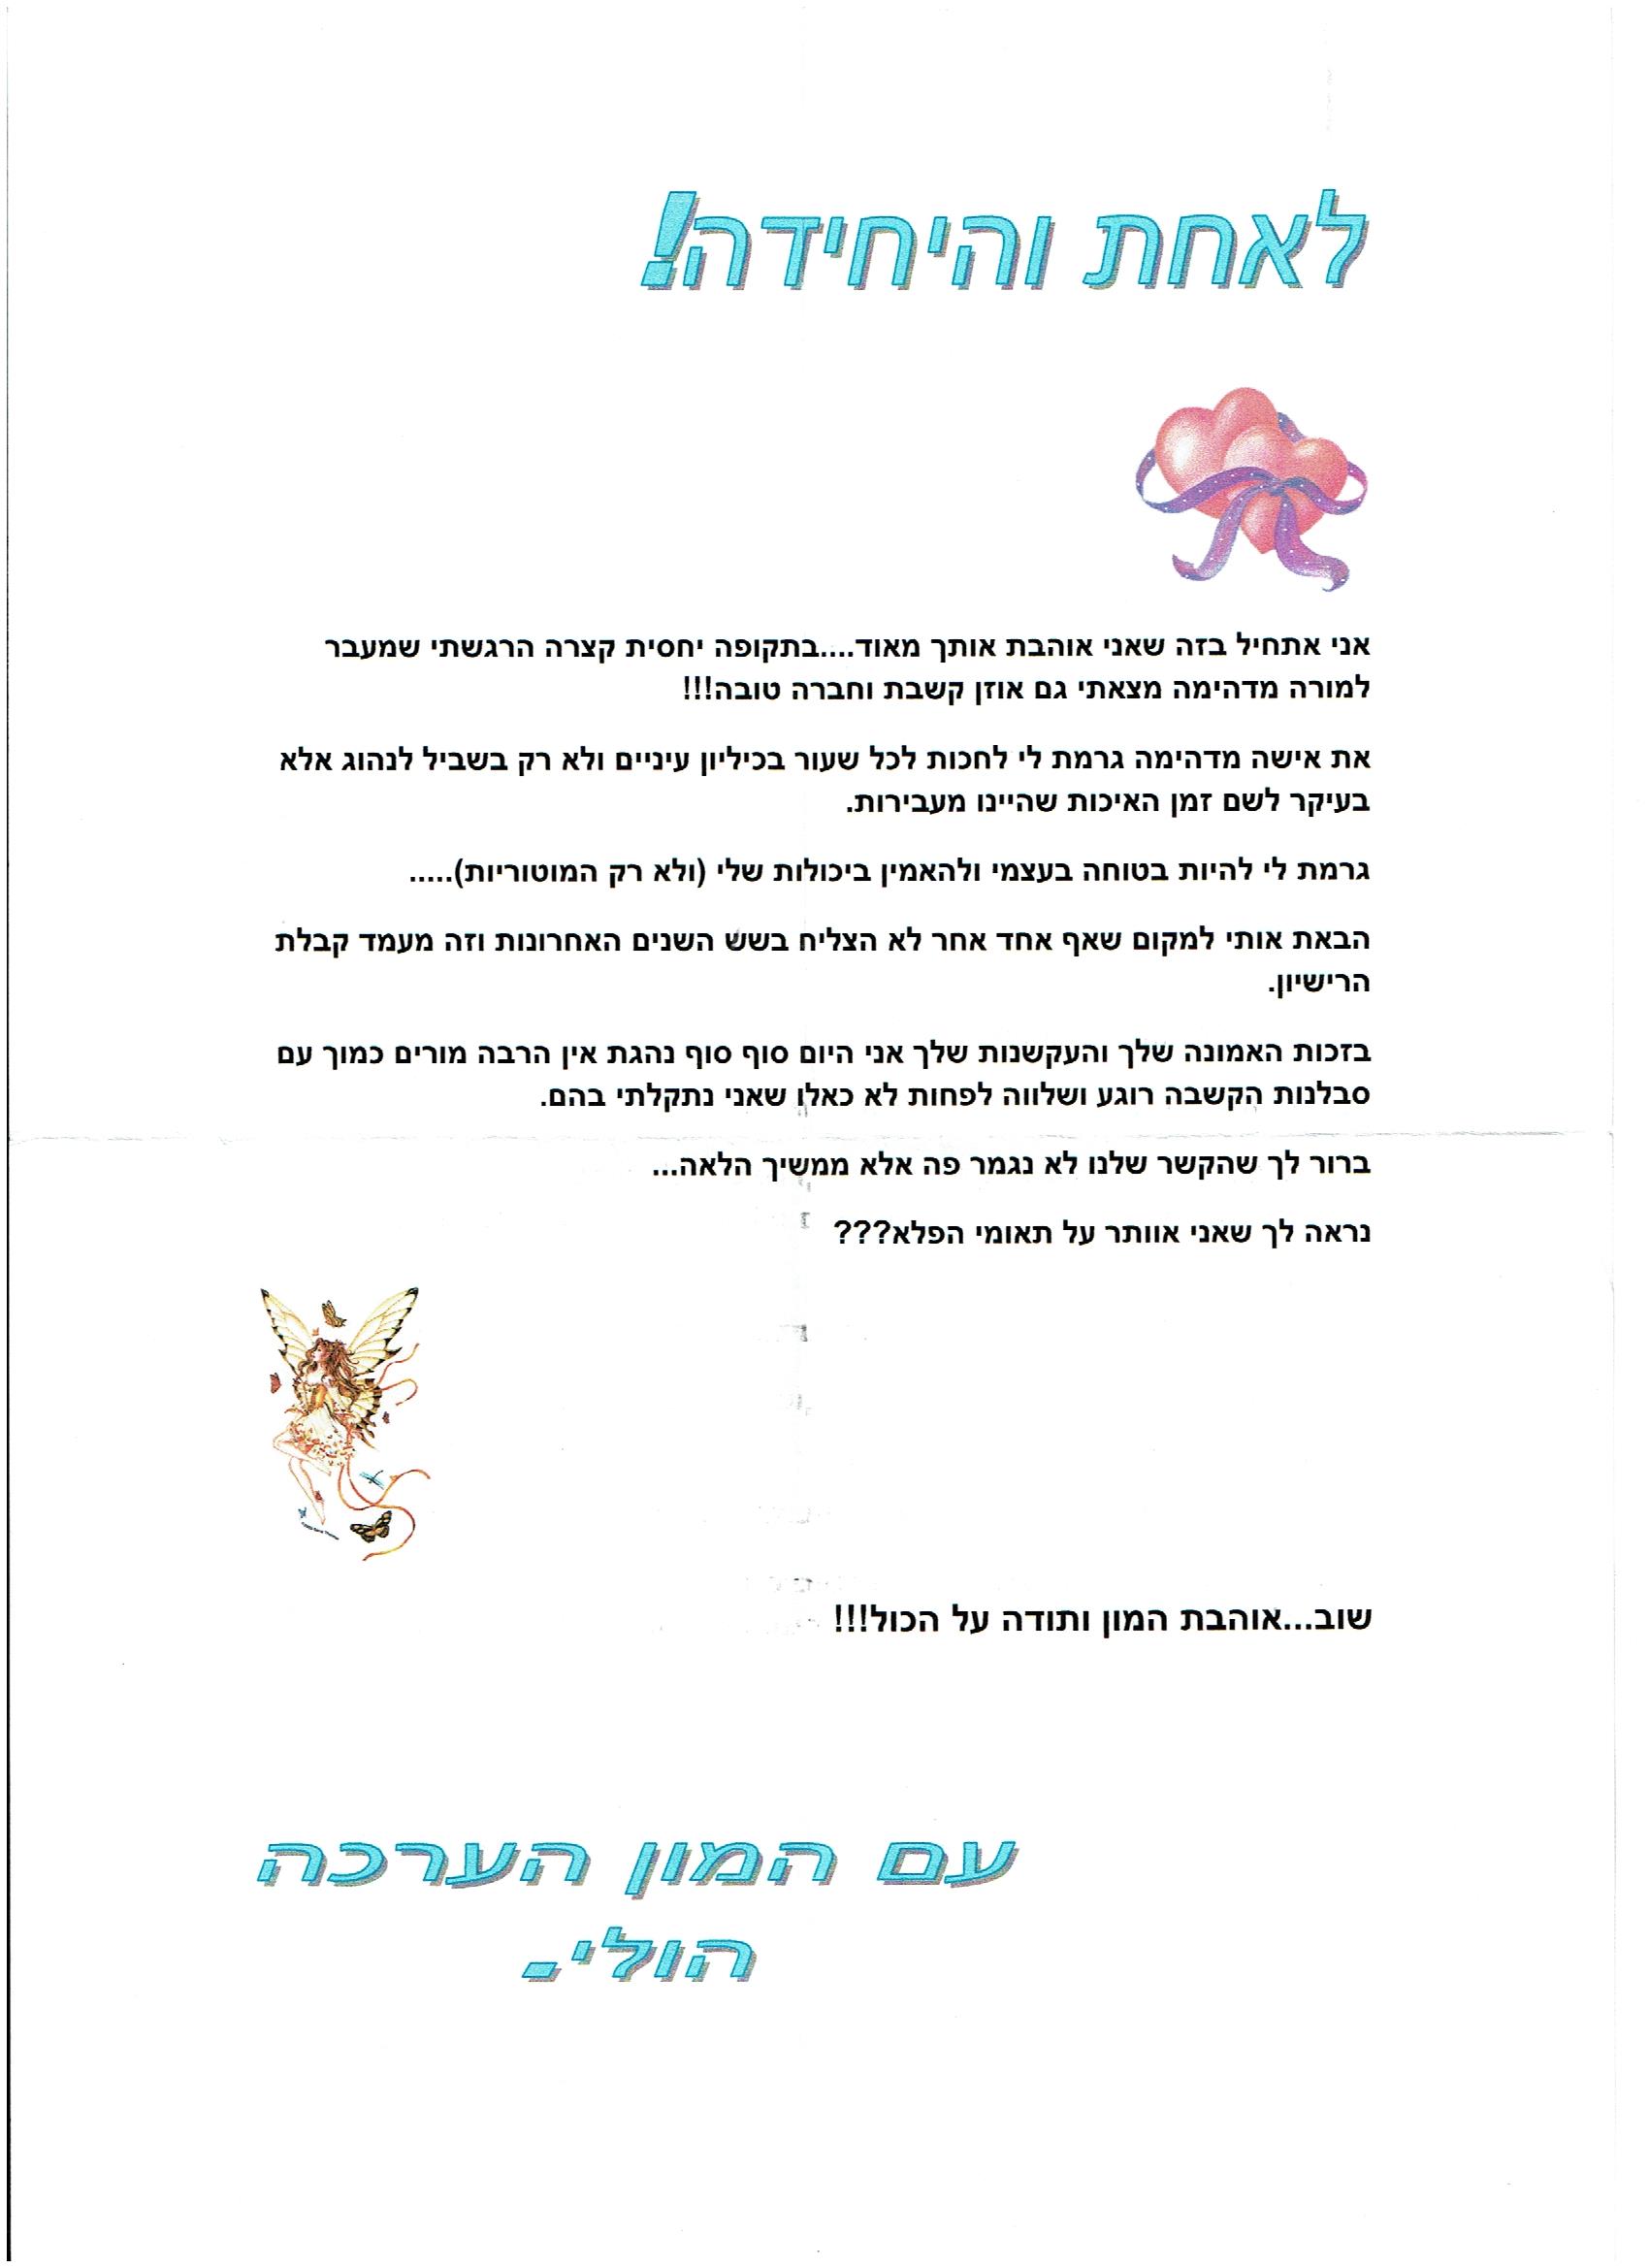 לאחת והיחידה!
אני אתחיל בזה שאני אוהבת אותך מאוד....בתקופה יחסית קצרה הרגשתי שמעבר
למורה מדהימה מצאתי גם אוזן קשבת וחברה טובה!!!
את אישה מדהימה גרמת לי לחכות לכל שעור בכיליון עיניים ולא רק בשביל לנהוג אלא
בעיקר לשם זמן האיכות שהיינו מעבירות.
גרמת לי להיות בטוחה בעצמי ולהאמין ביכולות שלי (ולא רק המוטוריות).....
הבאת אותי למקום שאף אחד אחר לא הצליח בשש השנים האחרונות וזה מעמד קבלת
הרישיון.
בזכות האמונה שלך והעקשנות שלך אני היום סוף סוף נהגת אין הרבה מורים כמוך עם
סבלנות הקשבה רוגע ושלווה לפחות לא כאלו שאני נתקלתי בהם.
ברור לך שהקשר שלנו לא נגמר פה אלא ממשיך הלאה...
נראה לך שאני אוותר על תאומי הפלא???
שוב...אוהבת המון ותודה על הכול!!!
עם המון הערכה
הולי-